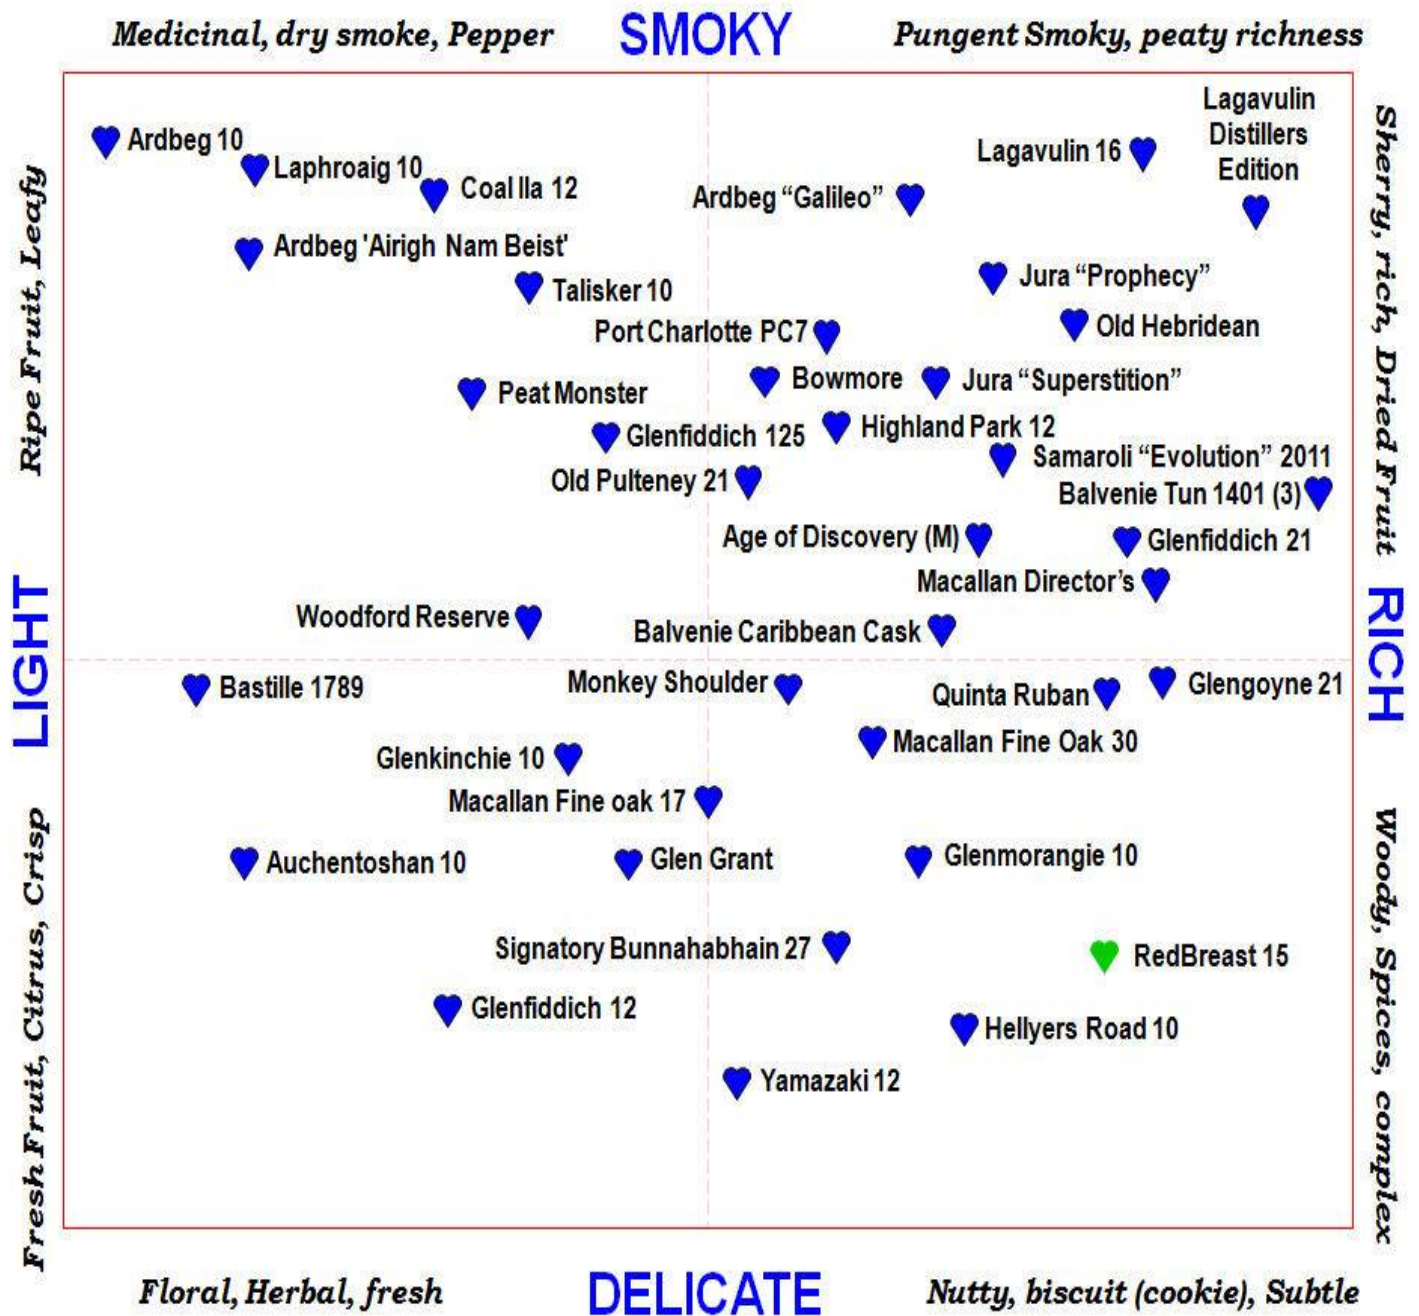 Medicinal, dry smoke, Pepper
SMOKY
Pungent Smoky, peaty richness
Ripe Fruit, Leafy
LIGHT
Fresh Fruit, Citrus, Crisp
Ardbeg 10
Laphroaig 10
Coal Ila 12
Lagavulin 16
Lagavulin
Distillers
Edition
Ardbeg “Galileo”
Ardbeg 'Airigh Nam Beist'
Talisker 10
Jura “Prophecy”
Port Charlotte PC7
Old Hebridean
Peat Monster
Bowmore
Jura “Superstition”
Glenfiddich 125
Highland Park 12
Old Pulteney 21
Samaroli “Evolution” 2011
Balvenie Tun 1401 (3)
Age of Discovery (M)
Glenfiddich 21
Macallan Director’s
Woodford Reserve
Balvenie Caribbean Cask
Bastille 1789
Monkey Shoulder
Quinta Ruban
Glengoyne 21
Glenkinchie 10
Macallan Fine Oak 30
Macallan Fine oak 17
Auchentoshan 10
Glen Grant
Glenmorangie 10
Signatory Bunnahabhain 27
RedBreast 15
Glenfiddich 12
Hellyers Road 10
Yamazaki 12
Sherry, rich, Dried Fruit
RICH
Woody, Spices, complex
Floral, Herbal, fresh
DELICATE
Nutty, biscuit (cookie), Subtle